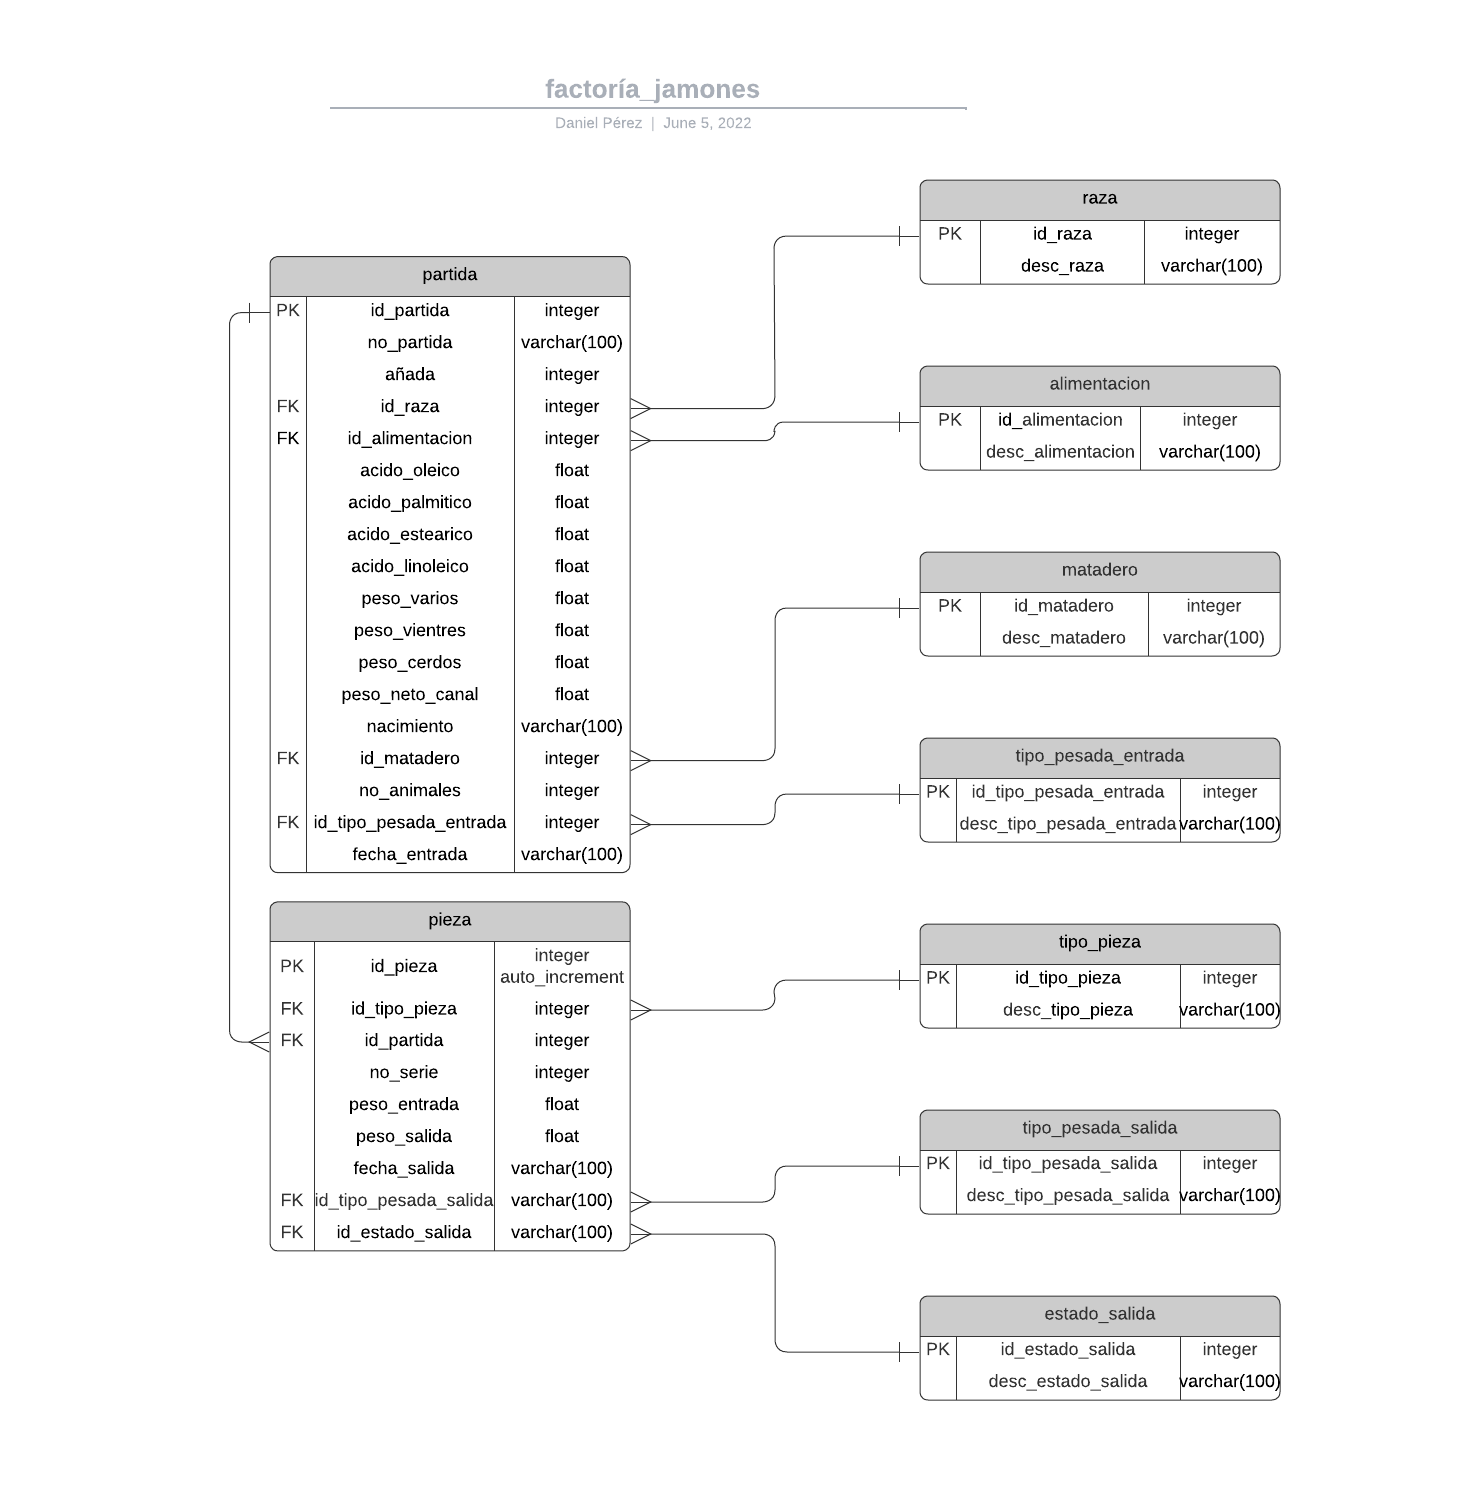 factoría_jamones
Daniel Pérez | June 5, 2022
partida
PK id_partida integer
no_partida varchar(100)
añada integer
FK id_raza integer
FK id_alimentacion integer
acido_oleico float
acido_palmitico float
acido_estearico float
acido_linoleico float
peso_varios float
peso_vientres float
peso_cerdos float
peso_neto_canal float
nacimiento varchar(100)
FK id_matadero integer
no_animales integer
FK id_tipo_pesada_entrada integer
fecha_entrada varchar(100)
pieza
PK id_pieza integer
auto_increment
FK id_tipo_pieza integer
FK id_partida integer
no_serie integer
peso_entrada float
peso_salida float
fecha_salida varchar(100)
FK id_tipo_pesada_salida varchar(100)
FK id_estado_salida varchar(100)
raza
PK id_raza integer
desc_raza varchar(100)
alimentacion
PK id_alimentacion integer
desc_alimentacion varchar(100)
matadero
PK id_matadero integer
desc_matadero varchar(100)
tipo_pesada_entrada
PK id_tipo_pesada_entrada integer
desc_tipo_pesada_entrada varchar(100)
tipo_pieza
PK id_tipo_pieza integer
desc_tipo_pieza varchar(100)
tipo_pesada_salida
PK id_tipo_pesada_salida integer
desc_tipo_pesada_salida varchar(100)
estado_salida
PK id_estado_salida integer
desc_estado_salida varchar(100)